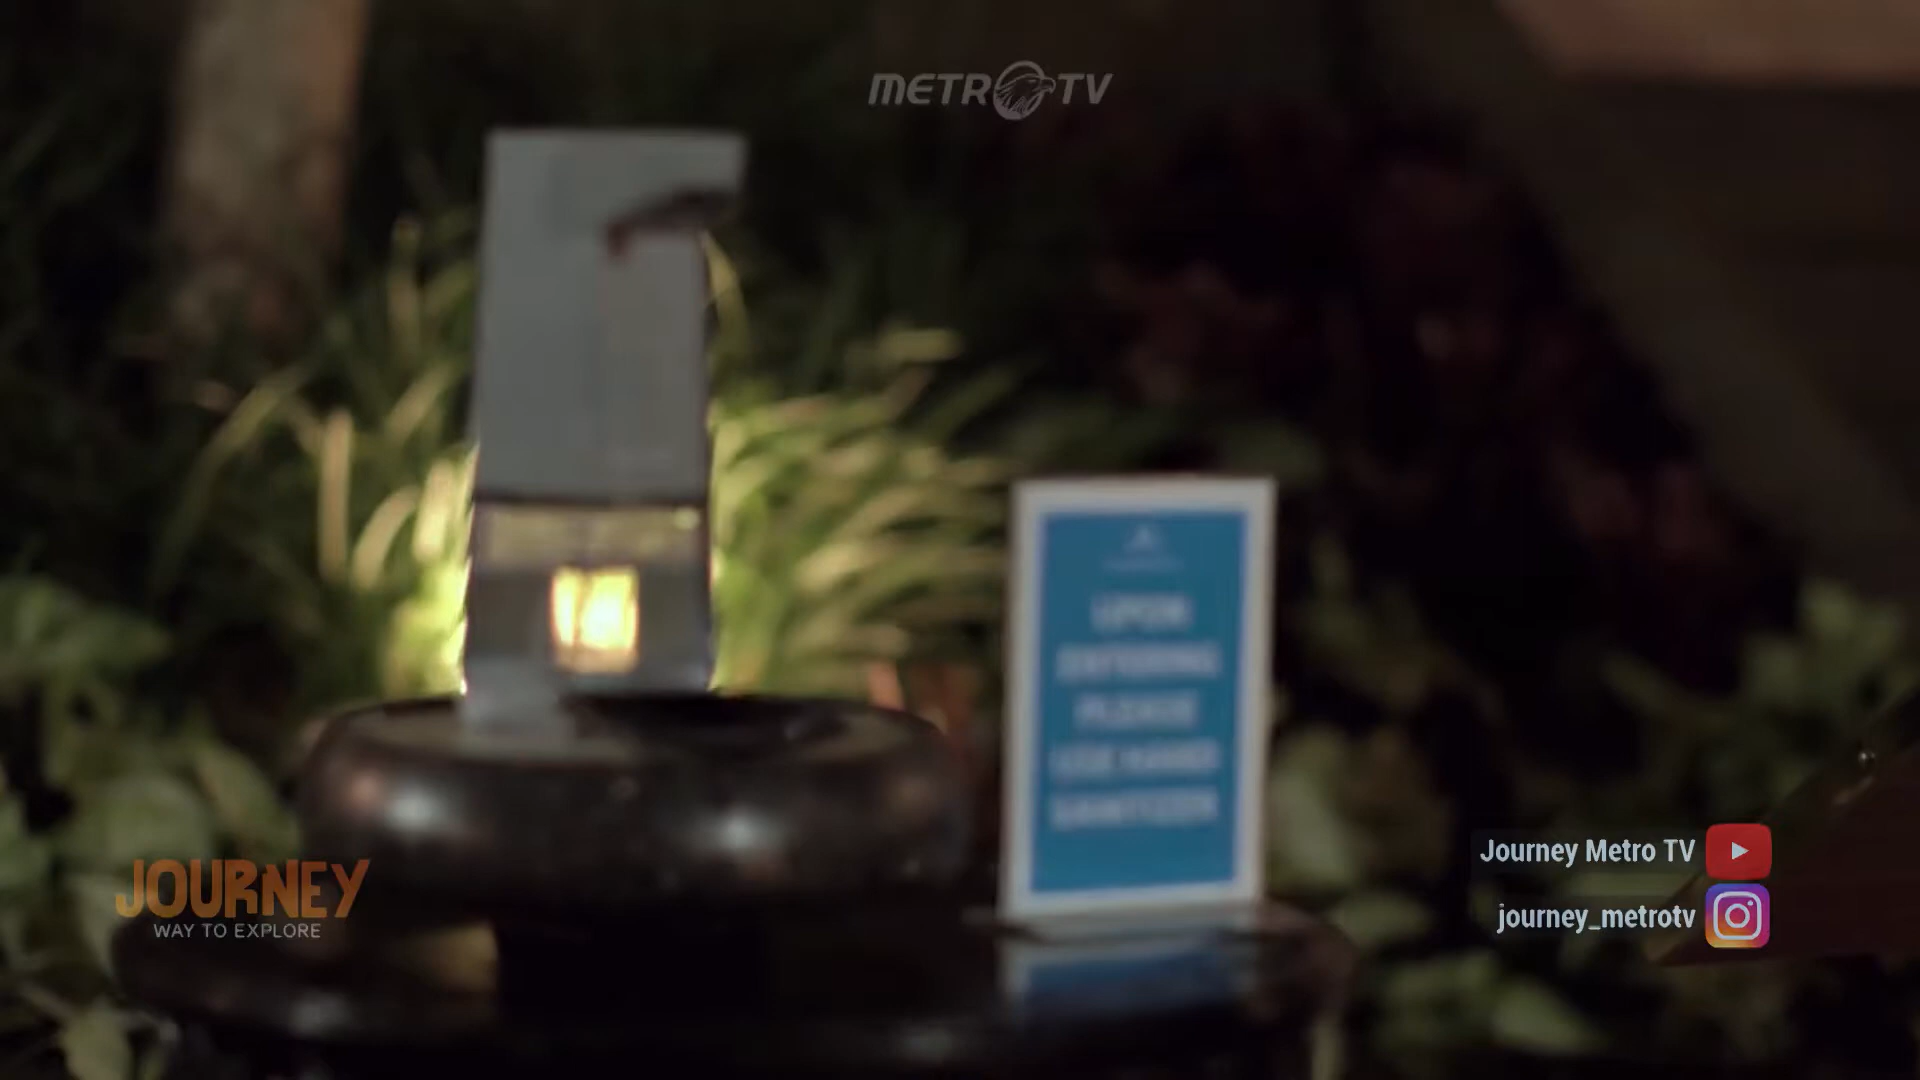 METRO TV
UPON
ENTERING
PLEASE
USE HAND
SANITIZER
Journey Metro TV
JOURNEY
journey_metrotv
WAY TO EXPLORE